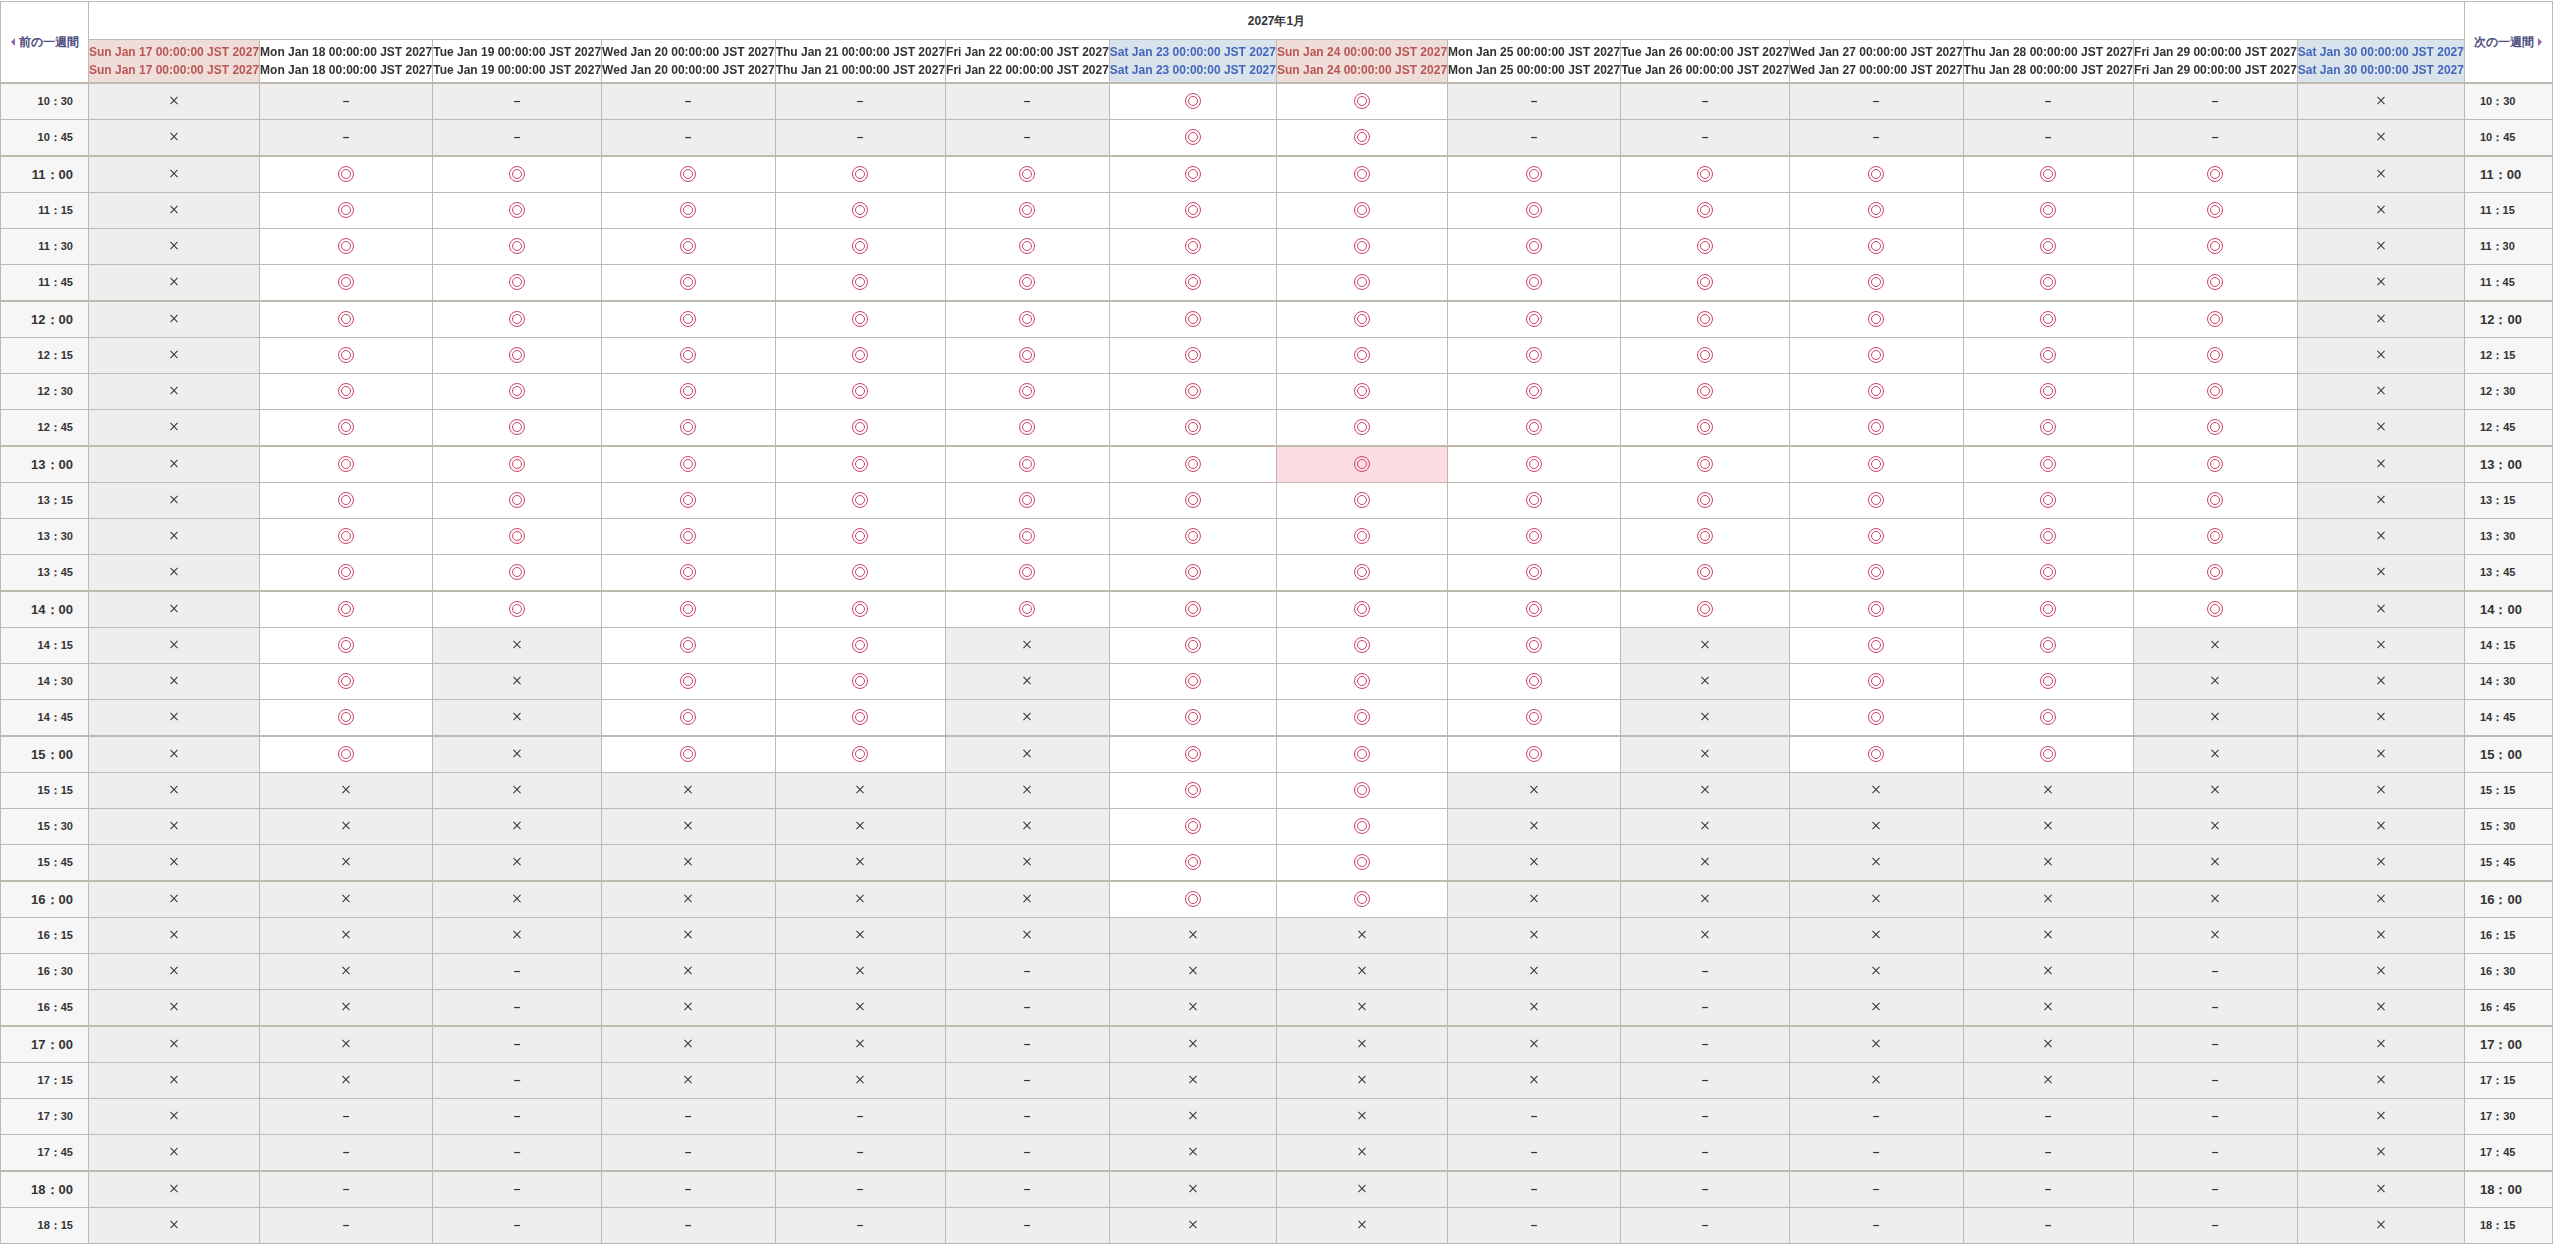 2027年1月
前の一週間 Sun Jan 17 00:00:00 JST 2027 Mon Jan 18 00:00:00 JST 2027 Tue Jan 19 00:00:00 JST 2027 Wed Jan 20 00:00:00 JST 2027 Thu Jan 21 00:00:00 JST 2027 Fri Jan 22 00:00:00 JST 2027 Sat Jan 23 00:00:00 JST 2027 Sun Jan 24 00:00:00 JST 2027 Mon Jan 25 00:00:00 JST 2027 Tue Jan 26 00:00:00 JST 2027 Wed Jan 27 00:00:00 JST 2027 Thu Jan 28 00:00:00 JST 2027 Fri Jan 29 00:00:00 JST 2027 Sat Jan 30 00:00:00 JST 2027 次の一週間
Sun Jan 17 00:00:00 JST 2027 Mon Jan 18 00:00:00 JST 2027 Tue Jan 19 00:00:00 JST 2027 Wed Jan 20 00:00:00 JST 2027 Thu Jan 21 00:00:00 JST 2027 Fri Jan 22 00:00:00 JST 2027 Sat Jan 23 00:00:00 JST 2027 Sun Jan 24 00:00:00 JST 2027 Mon Jan 25 00:00:00 JST 2027 Tue Jan 26 00:00:00 JST 2027 Wed Jan 27 00:00:00 JST 2027 Thu Jan 28 00:00:00 JST 2027 Fri Jan 29 00:00:00 JST 2027 Sat Jan 30 00:00:00 JST 2027
10：30 × － － － － － ◎ ◎ － － － － － × 10：30
10：45 × － － － － － ◎ ◎ － － － － － × 10：45
11：00 × ◎ ◎ ◎ ◎ ◎ ◎ ◎ ◎ ◎ ◎ ◎ ◎ × 11：00
11：15 × ◎ ◎ ◎ ◎ ◎ ◎ ◎ ◎ ◎ ◎ ◎ ◎ × 11：15
11：30 × ◎ ◎ ◎ ◎ ◎ ◎ ◎ ◎ ◎ ◎ ◎ ◎ × 11：30
11：45 × ◎ ◎ ◎ ◎ ◎ ◎ ◎ ◎ ◎ ◎ ◎ ◎ × 11：45
12：00 × ◎ ◎ ◎ ◎ ◎ ◎ ◎ ◎ ◎ ◎ ◎ ◎ × 12：00
12：15 × ◎ ◎ ◎ ◎ ◎ ◎ ◎ ◎ ◎ ◎ ◎ ◎ × 12：15
12：30 × ◎ ◎ ◎ ◎ ◎ ◎ ◎ ◎ ◎ ◎ ◎ ◎ × 12：30
12：45 × ◎ ◎ ◎ ◎ ◎ ◎ ◎ ◎ ◎ ◎ ◎ ◎ × 12：45
13：00 × ◎ ◎ ◎ ◎ ◎ ◎ ◎ ◎ ◎ ◎ ◎ ◎ × 13：00
13：15 × ◎ ◎ ◎ ◎ ◎ ◎ ◎ ◎ ◎ ◎ ◎ ◎ × 13：15
13：30 × ◎ ◎ ◎ ◎ ◎ ◎ ◎ ◎ ◎ ◎ ◎ ◎ × 13：30
13：45 × ◎ ◎ ◎ ◎ ◎ ◎ ◎ ◎ ◎ ◎ ◎ ◎ × 13：45
14：00 × ◎ ◎ ◎ ◎ ◎ ◎ ◎ ◎ ◎ ◎ ◎ ◎ × 14：00
14：15 × ◎ × ◎ ◎ × ◎ ◎ ◎ × ◎ ◎ × × 14：15
14：30 × ◎ × ◎ ◎ × ◎ ◎ ◎ × ◎ ◎ × × 14：30
14：45 × ◎ × ◎ ◎ × ◎ ◎ ◎ × ◎ ◎ × × 14：45
15：00 × ◎ × ◎ ◎ × ◎ ◎ ◎ × ◎ ◎ × × 15：00
15：15 × × × × × × ◎ ◎ × × × × × × 15：15
15：30 × × × × × × ◎ ◎ × × × × × × 15：30
15：45 × × × × × × ◎ ◎ × × × × × × 15：45
16：00 × × × × × × ◎ ◎ × × × × × × 16：00
16：15 × × × × × × × × × × × × × × 16：15
16：30 × × － × × － × × × － × × － × 16：30
16：45 × × － × × － × × × － × × － × 16：45
17：00 × × － × × － × × × － × × － × 17：00
17：15 × × － × × － × × × － × × － × 17：15
17：30 × － － － － － × × － － － － － × 17：30
17：45 × － － － － － × × － － － － － × 17：45
18：00 × － － － － － × × － － － － － × 18：00
18：15 × － － － － － × × － － － － － × 18：15